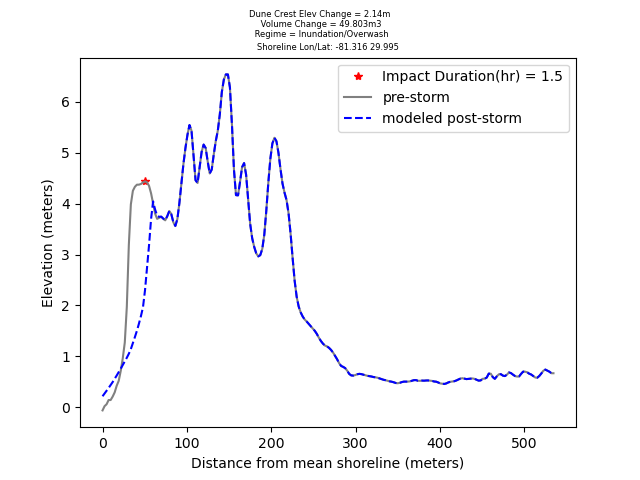 Dune Crest Elev Change = 2.14m
Volume Change = 49.803m3
Regime = Inundation/Overwash
Shoreline Lon/Lat: -81.316 29.995
Impact Duration(hr) = 1.5
pre-storm
modeled post-storm
6
5
4
3
2
1
0
Elevation (meters)
0 100 200 300 400 500
Distance from mean shoreline (meters)